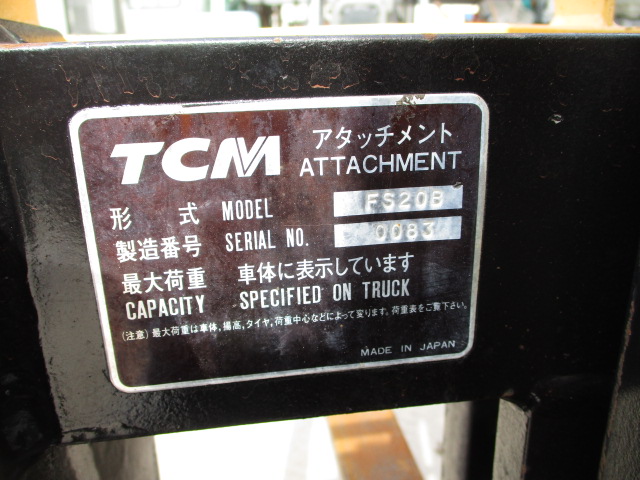 TCM アタッチメント
ATTACHMENT
形式 MODEL FS20B
製造番号 SERIAL NO. 0083
最大荷重 車体に表示しています
CAPACITY SPECIFIED ON TRUCK
(注意) 最大荷重は車体、揚高、タイヤ、荷重中心などによって変ります。荷重表をご覧下さい。
MADE IN JAPAN